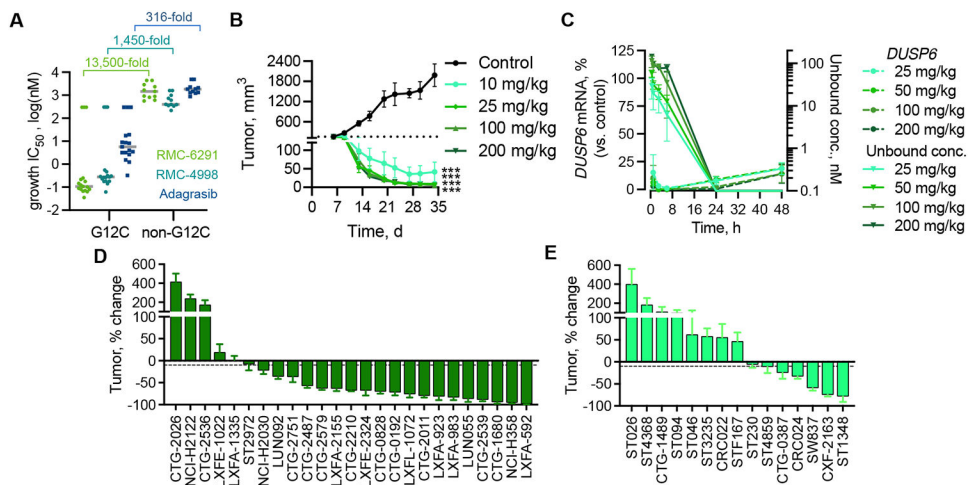 A
316-fold
1,450-fold
13,500-fold
growth IC50, log(nM)
4
3
2
1
0
-1
-2
RMC-6291
RMC-4998
Adagrasib
G12C non-G12C
B
Tumor, mm3
2400
1800
1200
600
100
50
0
0 7 14 21 28 35
Time, d
Control
10 mg/kg
25 mg/kg
100 mg/kg
200 mg/kg
***
***
***
***
C
DUSP6 mRNA, %
(vs. control)
125
100
75
50
25
0
0 8 16 24 32 40 48
Time, h
100
10
1
0.1
Unbound conc., nM
DUSP6
25 mg/kg
50 mg/kg
100 mg/kg
200 mg/kg
Unbound conc.
25 mg/kg
50 mg/kg
100 mg/kg
200 mg/kg
D
Tumor, % change
600
400
200
100
50
0
-50
-100
CTG-2026
NCI-H2122
CTG-2536
LXFE-1022
LXFA-1335
ST2972
NCI-H2030
LUN092
CTG-2751
CTG-2487
CTG-2579
LXFA-2155
CTG-2210
LXFE-2324
CTG-0828
CTG-0192
LXFL-1072
CTG-2011
LXFA-923
LXFA-983
LUN055
CTG-2539
CTG-1680
NCI-H358
LXFA-592
E
Tumor, % change
600
400
200
100
50
0
-50
-100
ST026
ST4368
CTG-1489
ST094
ST046
ST3235
CRC022
STF167
ST230
ST4859
CTG-0387
CRC024
SW837
CXF-2163
ST1348